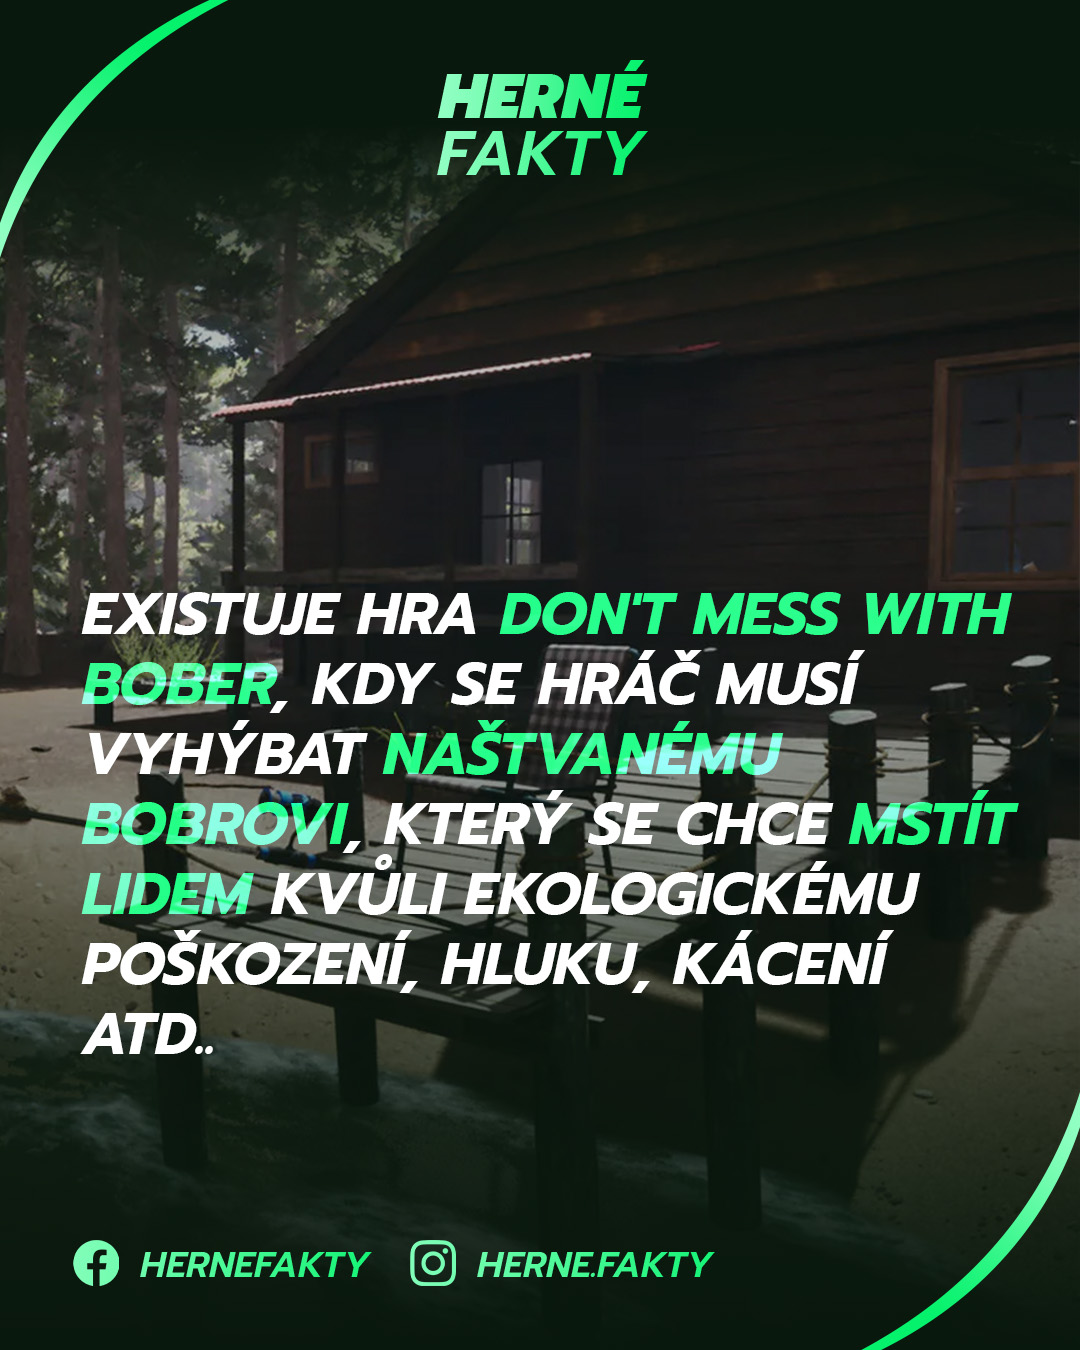 HERNÉ
FAKTY
EXISTUJE HRA DON'T MESS WITH
BOBER, KDY SE HRÁČ MUSÍ
VYHÝBAT NAŠTVANÉMU
BOBROVI, KTERÝ SE CHCE MSTÍT
LIDEM KVŮLI EKOLOGICKÉMU
POŠKOZENÍ, HLUKU, KÁCENÍ
ATD..
HERNEFAKTY HERNE.FAKTY